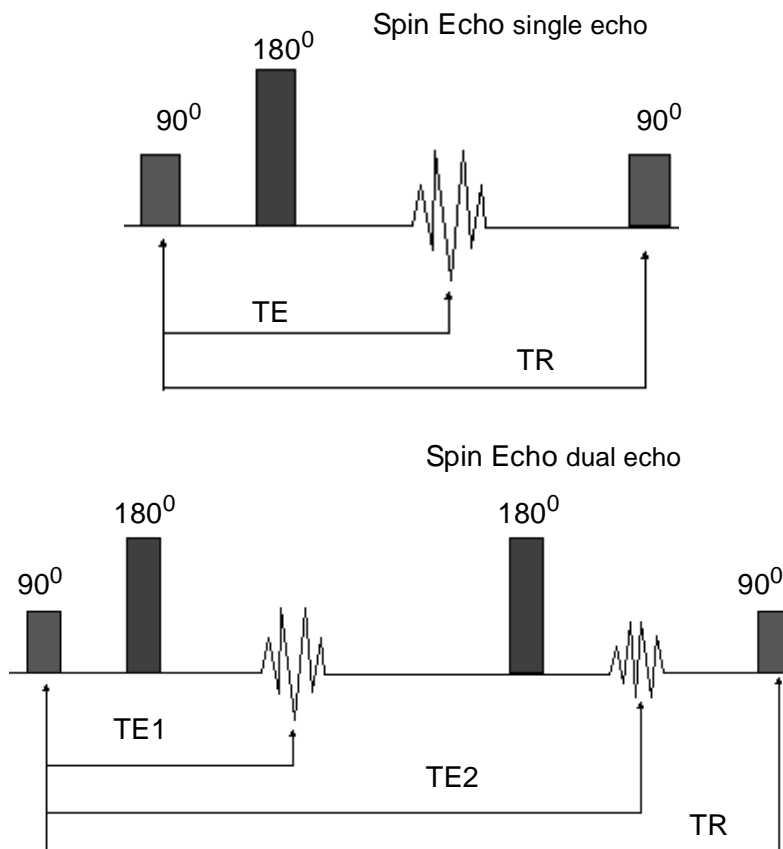 Spin Echo single echo
180⁰
90⁰ 90⁰
TE
TR
Spin Echo dual echo
180⁰ 180⁰
90⁰ 90⁰
TE1
TE2
TR